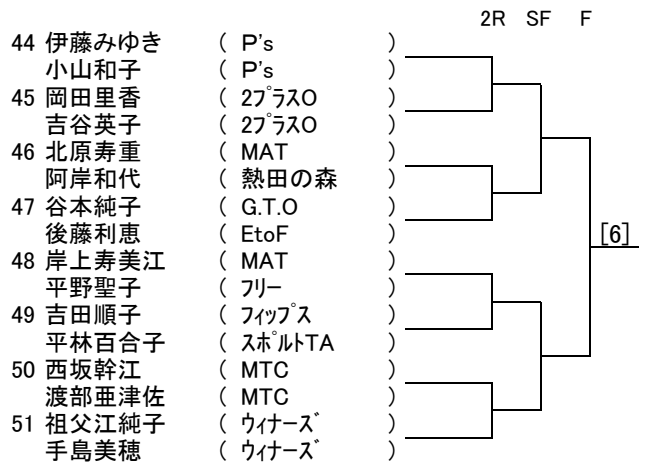 2R SF F
44 伊藤みゆき ( P's )
小山和子 ( P's )
45 岡田里香 ( 2ﾌﾟﾗｽO )
吉谷英子 ( 2ﾌﾟﾗｽO )
46 北原寿重 ( MAT )
阿岸和代 ( 熱田の森 )
47 谷本純子 ( G.T.O )
後藤利恵 ( EtoF )
[6]
48 岸上寿美江 ( MAT )
平野聖子 ( ﾌﾘｰ )
49 吉田順子 ( ﾌｨｯﾌﾟｽ )
平林百合子 ( ｽﾎﾟﾙﾄTA )
50 西坂幹江 ( MTC )
渡部亜津佐 ( MTC )
51 祖父江純子 ( ｳｨﾅｰｽﾞ )
手島美穂 ( ｳｨﾅｰｽﾞ )